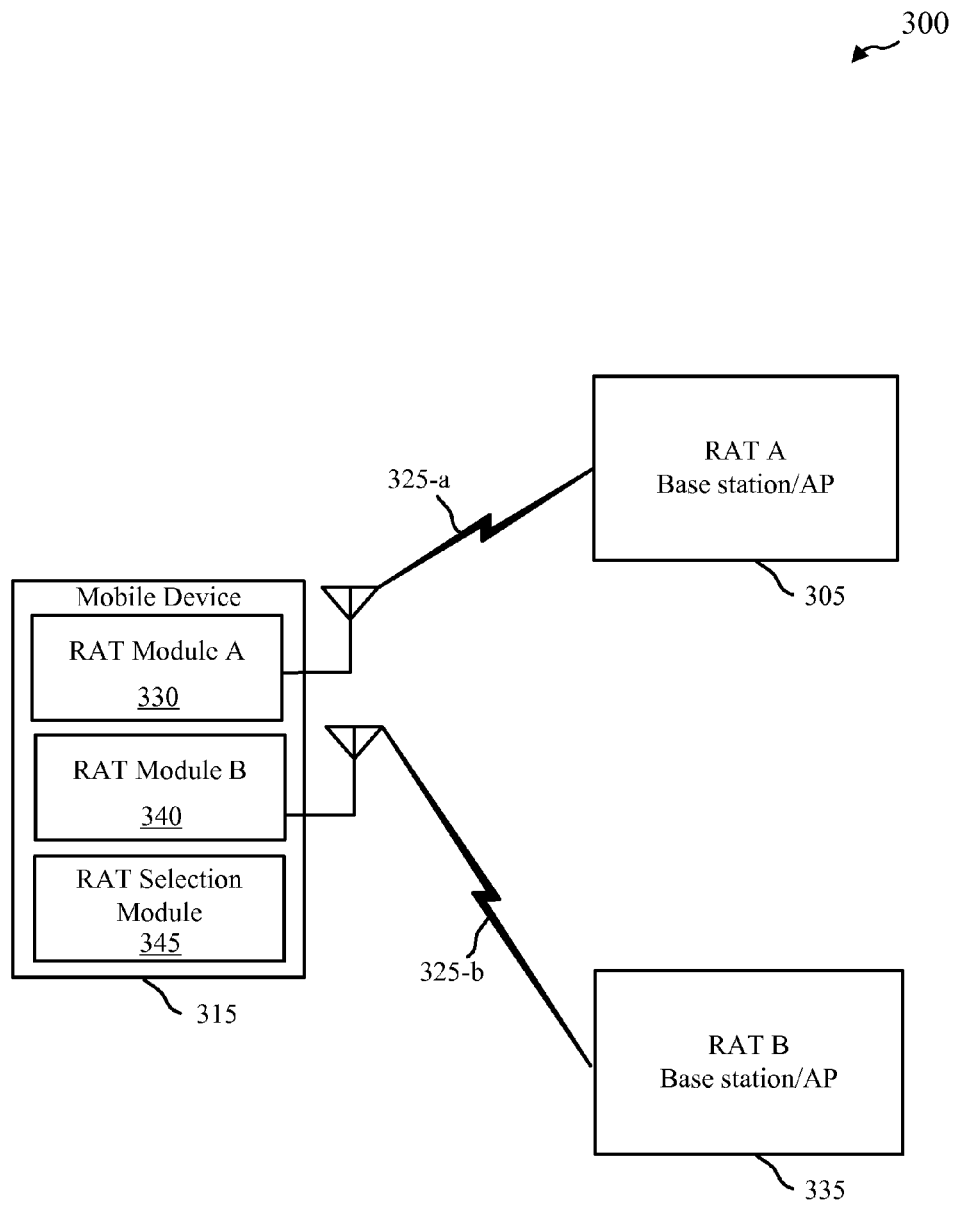 300
RAT A
Base station/AP
325-a
305
Mobile Device
RAT Module A
330
RAT Module B
340
RAT Selection
Module
345
325-b
315
RAT B
Base station/AP
335